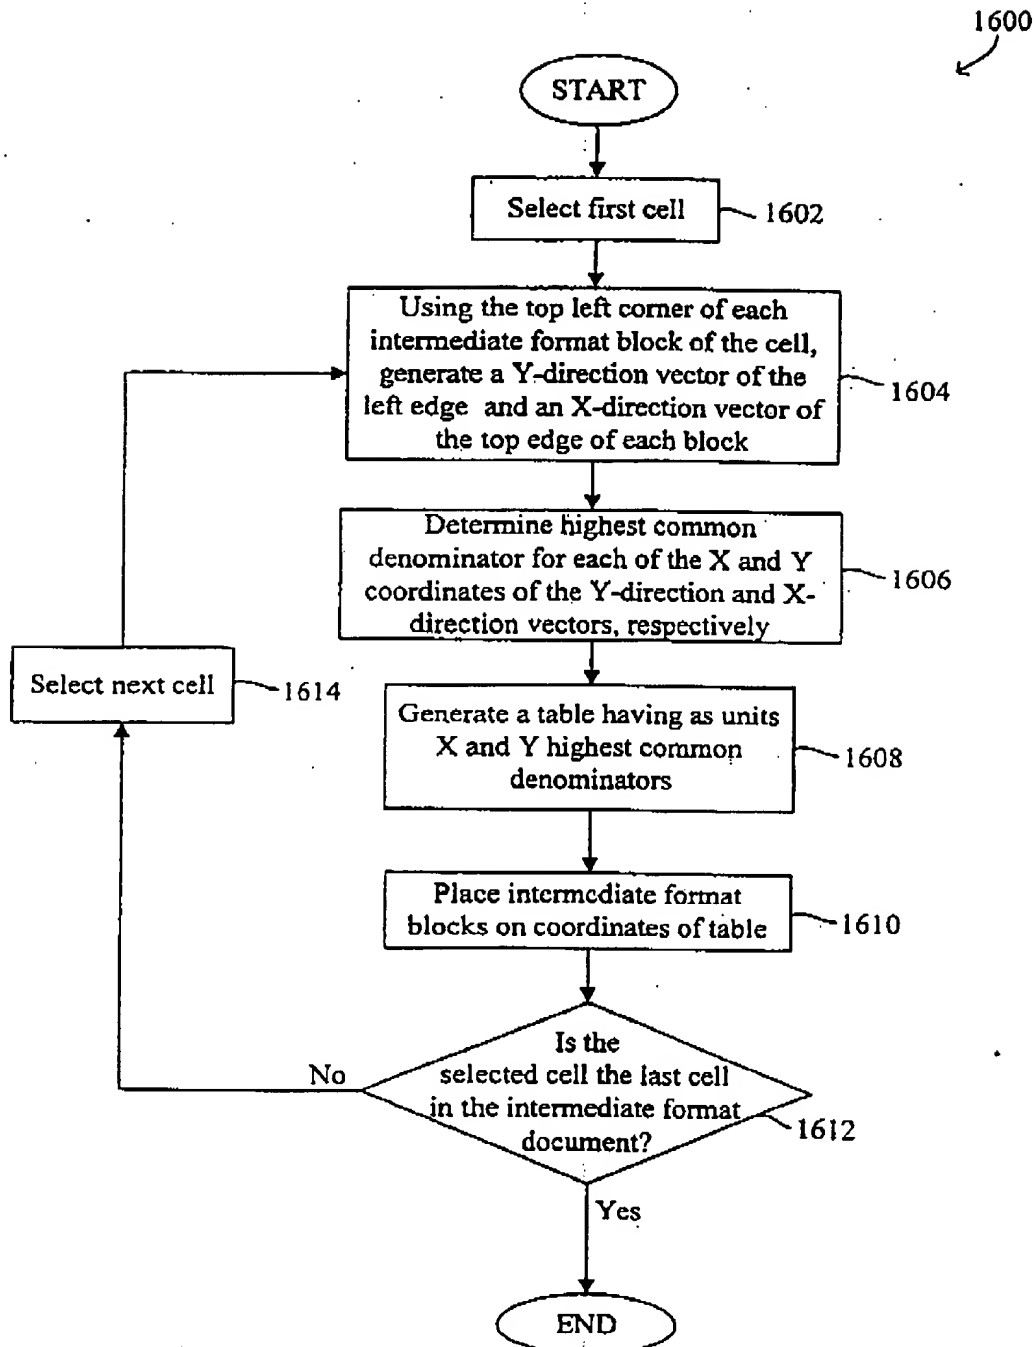 1600
START
Select first cell
1602
Using the top left corner of each
intermediate format block of the cell,
generate a Y-direction vector of the
left edge and an X-direction vector of
the top edge of each block
1604
Determine highest common
denominator for each of the X and Y
coordinates of the Y-direction and X-
direction vectors, respectively
1606
Select next cell
1614
Generate a table having as units
X and Y highest common
denominators
1608
Place intermediate format
blocks on coordinates of table
1610
Is the
selected cell the last cell
in the intermediate format
document?
No
1612
Yes
END